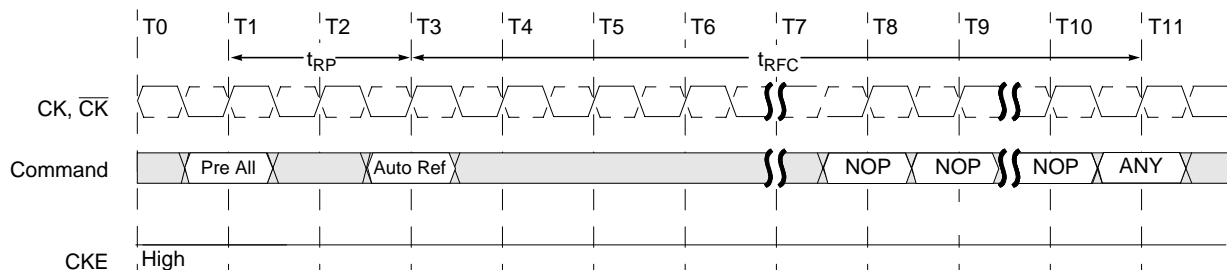 T0 T1 T2 T3 T4 T5 T6 T7 T8 T9 T10 T11
tRP tRFC
CK, C̅K̅
Command Pre All Auto Ref NOP NOP NOP ANY
CKE High